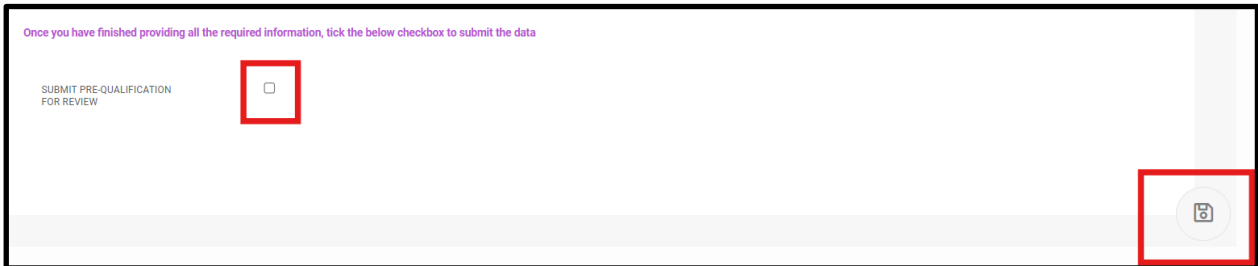 Once you have finished providing all the required information, tick the below checkbox to submit the data
SUBMIT PRE-QUALIFICATION
FOR REVIEW